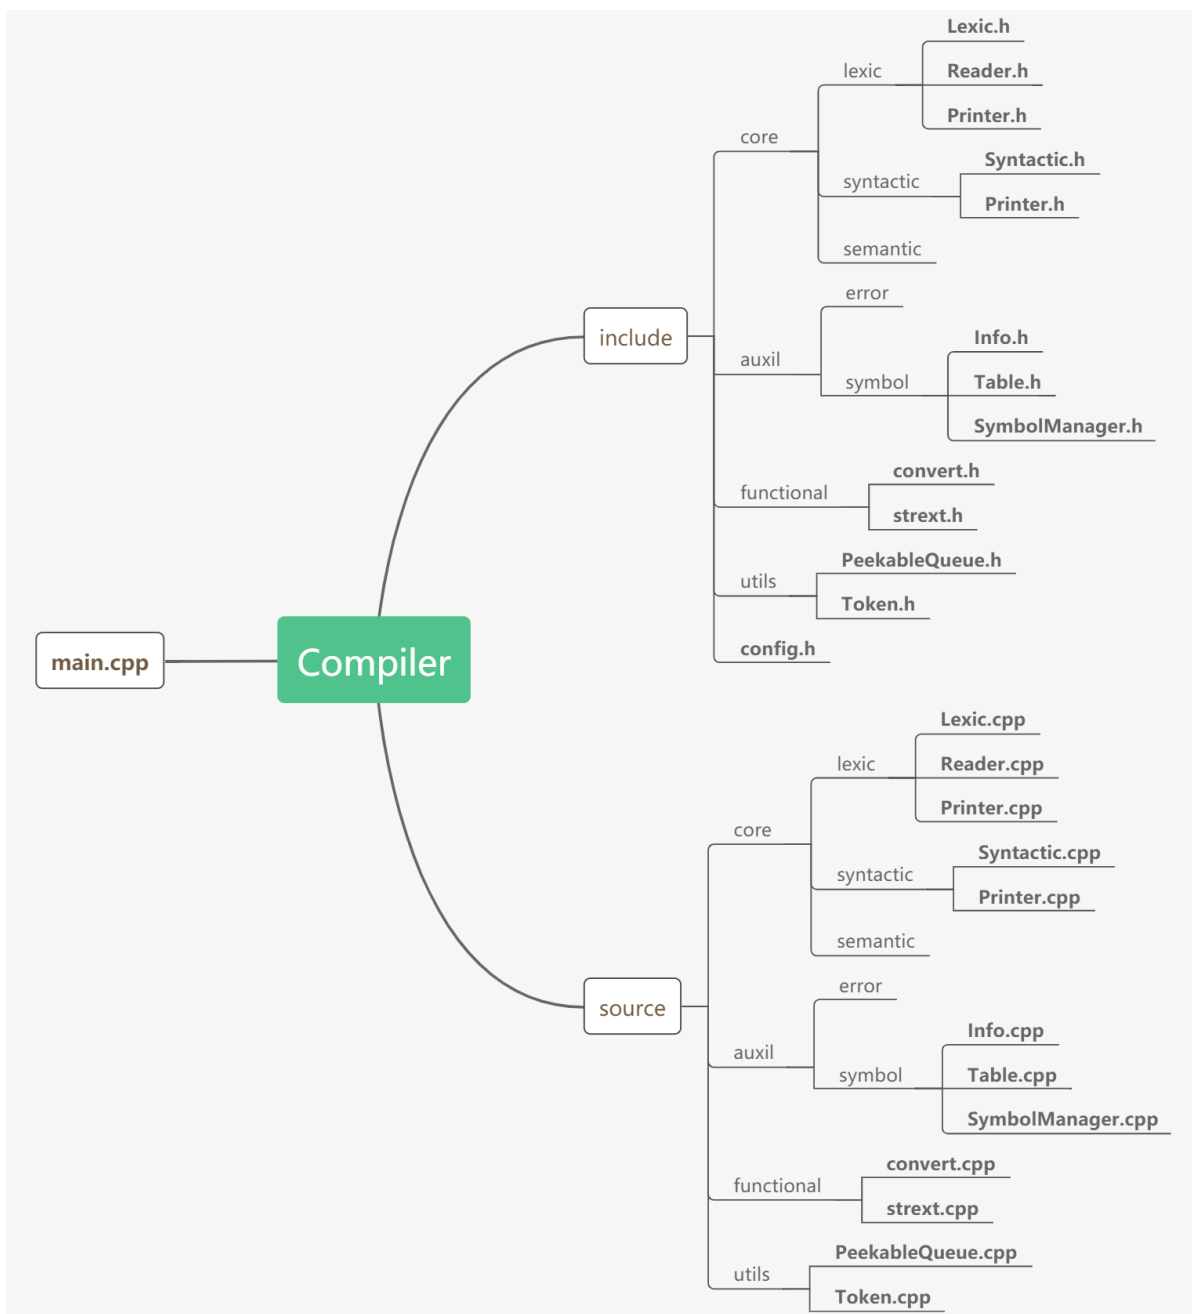 Lexic.h
lexic
Reader.h
Printer.h
core
Syntactic.h
syntactic
Printer.h
semantic
error
include
Info.h
auxil
symbol
Table.h
SymbolManager.h
convert.h
functional
strext.h
PeekableQueue.h
utils
Token.h
config.h
main.cpp
Compiler
Lexic.cpp
lexic
Reader.cpp
Printer.cpp
core
Syntactic.cpp
syntactic
Printer.cpp
semantic
error
source
Info.cpp
auxil
symbol
Table.cpp
SymbolManager.cpp
convert.cpp
functional
strext.cpp
PeekableQueue.cpp
utils
Token.cpp